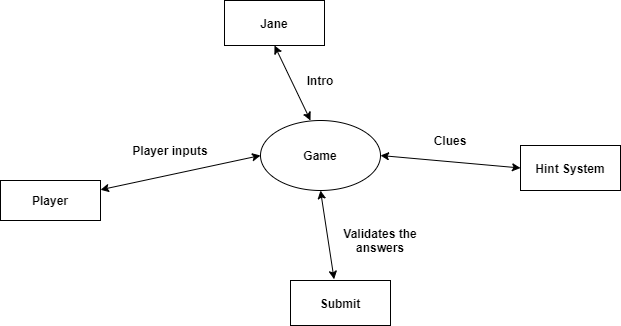 Jane
Intro
Player inputs
Clues
Game
Hint System
Player
Validates the
answers
Submit